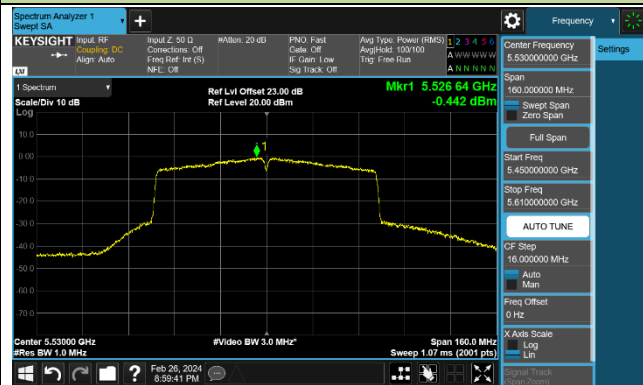 Spectrum Analyzer 1
Swept SA
Frequency
KEYSIGHT
Input: RF
Coupling: DC
Align: Auto
Input Z: 50 Ω
Corrections: Off
Freq Ref: Int (S)
NFE: Off
#Atten: 20 dB
PNO: Fast
Gate: Off
IF Gain: Low
Sig Track: Off
Avg Type: Power (RMS)
Avg|Hold: 100/100
Trig: Free Run
1 2 3 4 5 6
A W W W W W
A N N N N N
LXI
1 Spectrum
Scale/Div 10 dB
Log
Ref Lvl Offset 23.00 dB
Ref Level 20.00 dBm
Mkr1 5.526 64 GHz
-0.442 dBm
10.0
0.00
-10.0
-20.0
-30.0
-40.0
-50.0
-60.0
-70.0
1
Center 5.53000 GHz
#Res BW 1.0 MHz
#Video BW 3.0 MHz*
Span 160.0 MHz
Sweep 1.07 ms (2001 pts)
Feb 26, 2024
8:59:41 PM
Center Frequency
5.530000000 GHz
Settings
Span
160.000000 MHz
Swept Span
Zero Span
Full Span
Start Freq
5.450000000 GHz
Stop Freq
5.610000000 GHz
AUTO TUNE
CF Step
16.000000 MHz
Auto
Man
Freq Offset
0 Hz
X Axis Scale
Log
Lin
Signal Track
(Span Zoom)